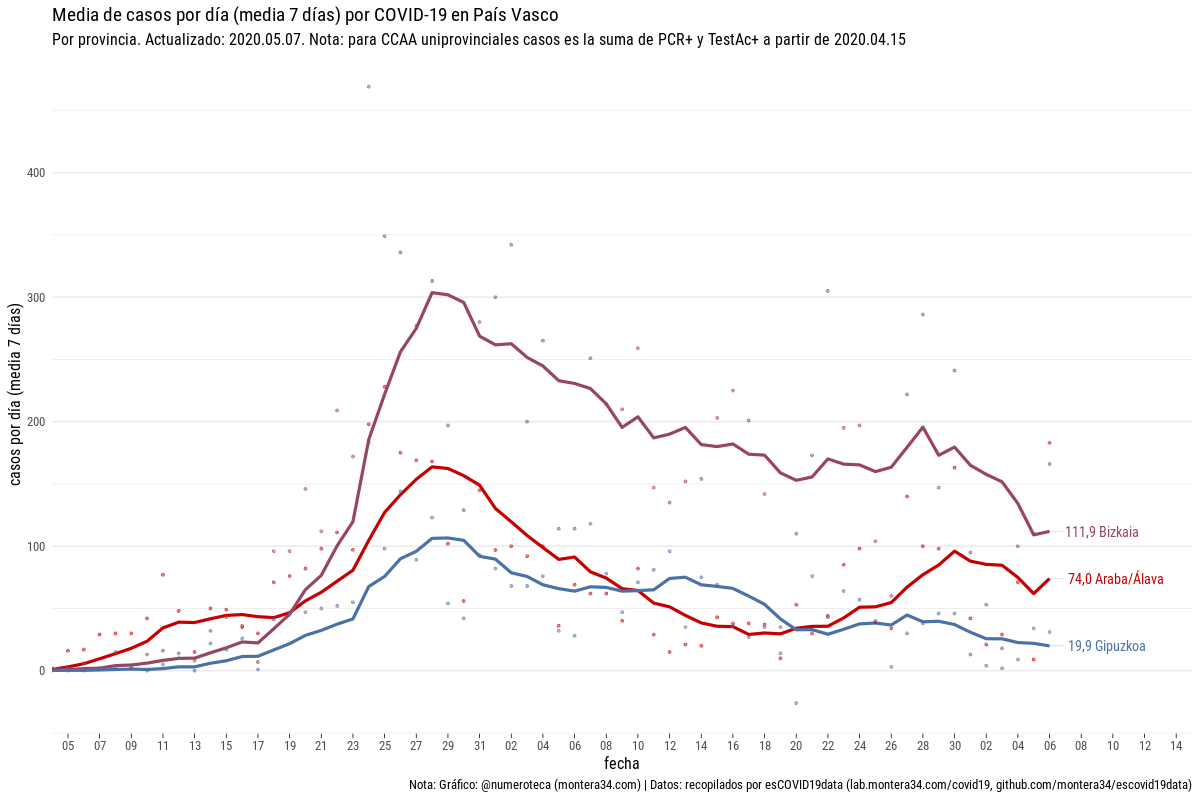 Media de casos por día (media 7 días) por COVID-19 en País Vasco
Por provincia. Actualizado: 2020.05.07. Nota: para CCAA uniprovinciales casos es la suma de PCR+ y TestAc+ a partir de 2020.04.15
casos por día (media 7 días)
400
300
200
100
0
111,9 Bizkaia
74,0 Araba/Álava
19,9 Gipuzkoa
05 07 09 11 13 15 17 19 21 23 25 27 29 31 02 04 06 08 10 12 14 16 18 20 22 24 26 28 30 02 04 06 08 10 12 14
fecha
Nota: Gráfico: @numeroteca (montera34.com) | Datos: recopilados por esCOVID19data (lab.montera34.com/covid19, github.com/montera34/escovid19data)